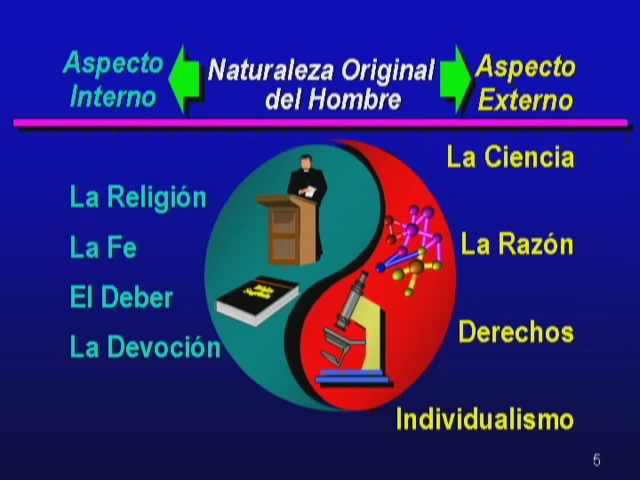 Aspecto
Interno
Naturaleza Original
del Hombre
Aspecto
Externo
La Ciencia
La Religión
La Razón
La Fe
El Deber
Derechos
La Devoción
Individualismo
5